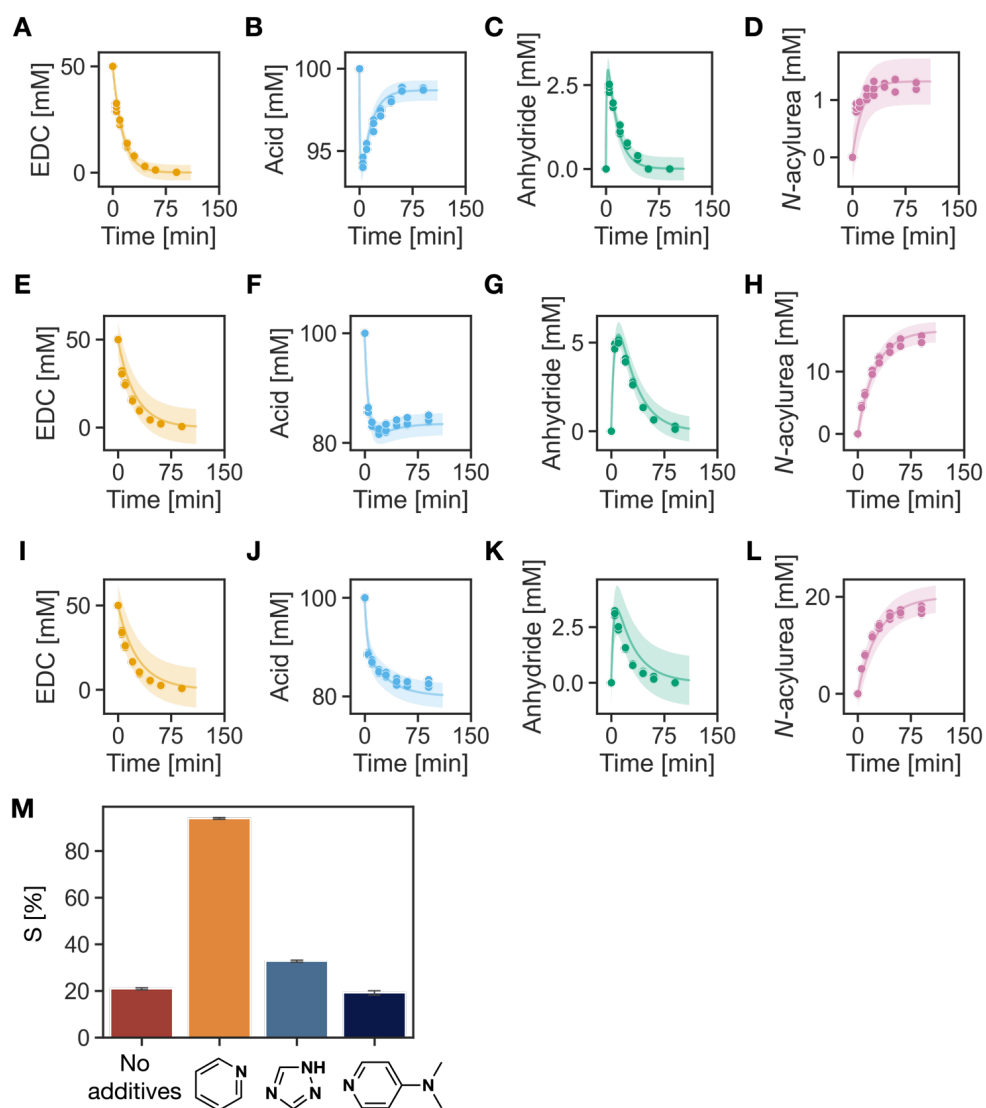 A
B
C
D
EDC [mM]
50
0
0 75 150
Time [min]
Acid [mM]
100
95
0 75 150
Time [min]
Anhydride [mM]
2.5
0.0
0 75 150
Time [min]
N-acylurea [mM]
1
0
0 75 150
Time [min]
E
F
G
H
EDC [mM]
50
0
0 75 150
Time [min]
Acid [mM]
100
80
0 75 150
Time [min]
Anhydride [mM]
5
0
0 75 150
Time [min]
N-acylurea [mM]
10
0
0 75 150
Time [min]
I
J
K
L
EDC [mM]
50
0
0 75 150
Time [min]
Acid [mM]
100
80
0 75 150
Time [min]
Anhydride [mM]
2.5
0.0
0 75 150
Time [min]
N-acylurea [mM]
20
0
0 75 150
Time [min]
M
S [%]
80
60
40
20
0
No
additives
N
NH
N
N
N
N